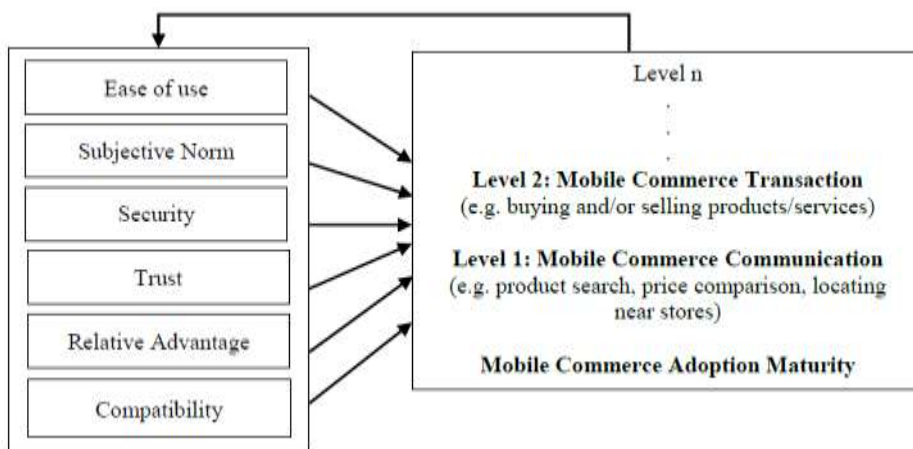 Ease of use
Subjective Norm
Security
Trust
Relative Advantage
Compatibility
Level n
.
.
.
Level 2: Mobile Commerce Transaction
(e.g. buying and/or selling products/services)
Level 1: Mobile Commerce Communication
(e.g. product search, price comparison, locating
near stores)
Mobile Commerce Adoption Maturity